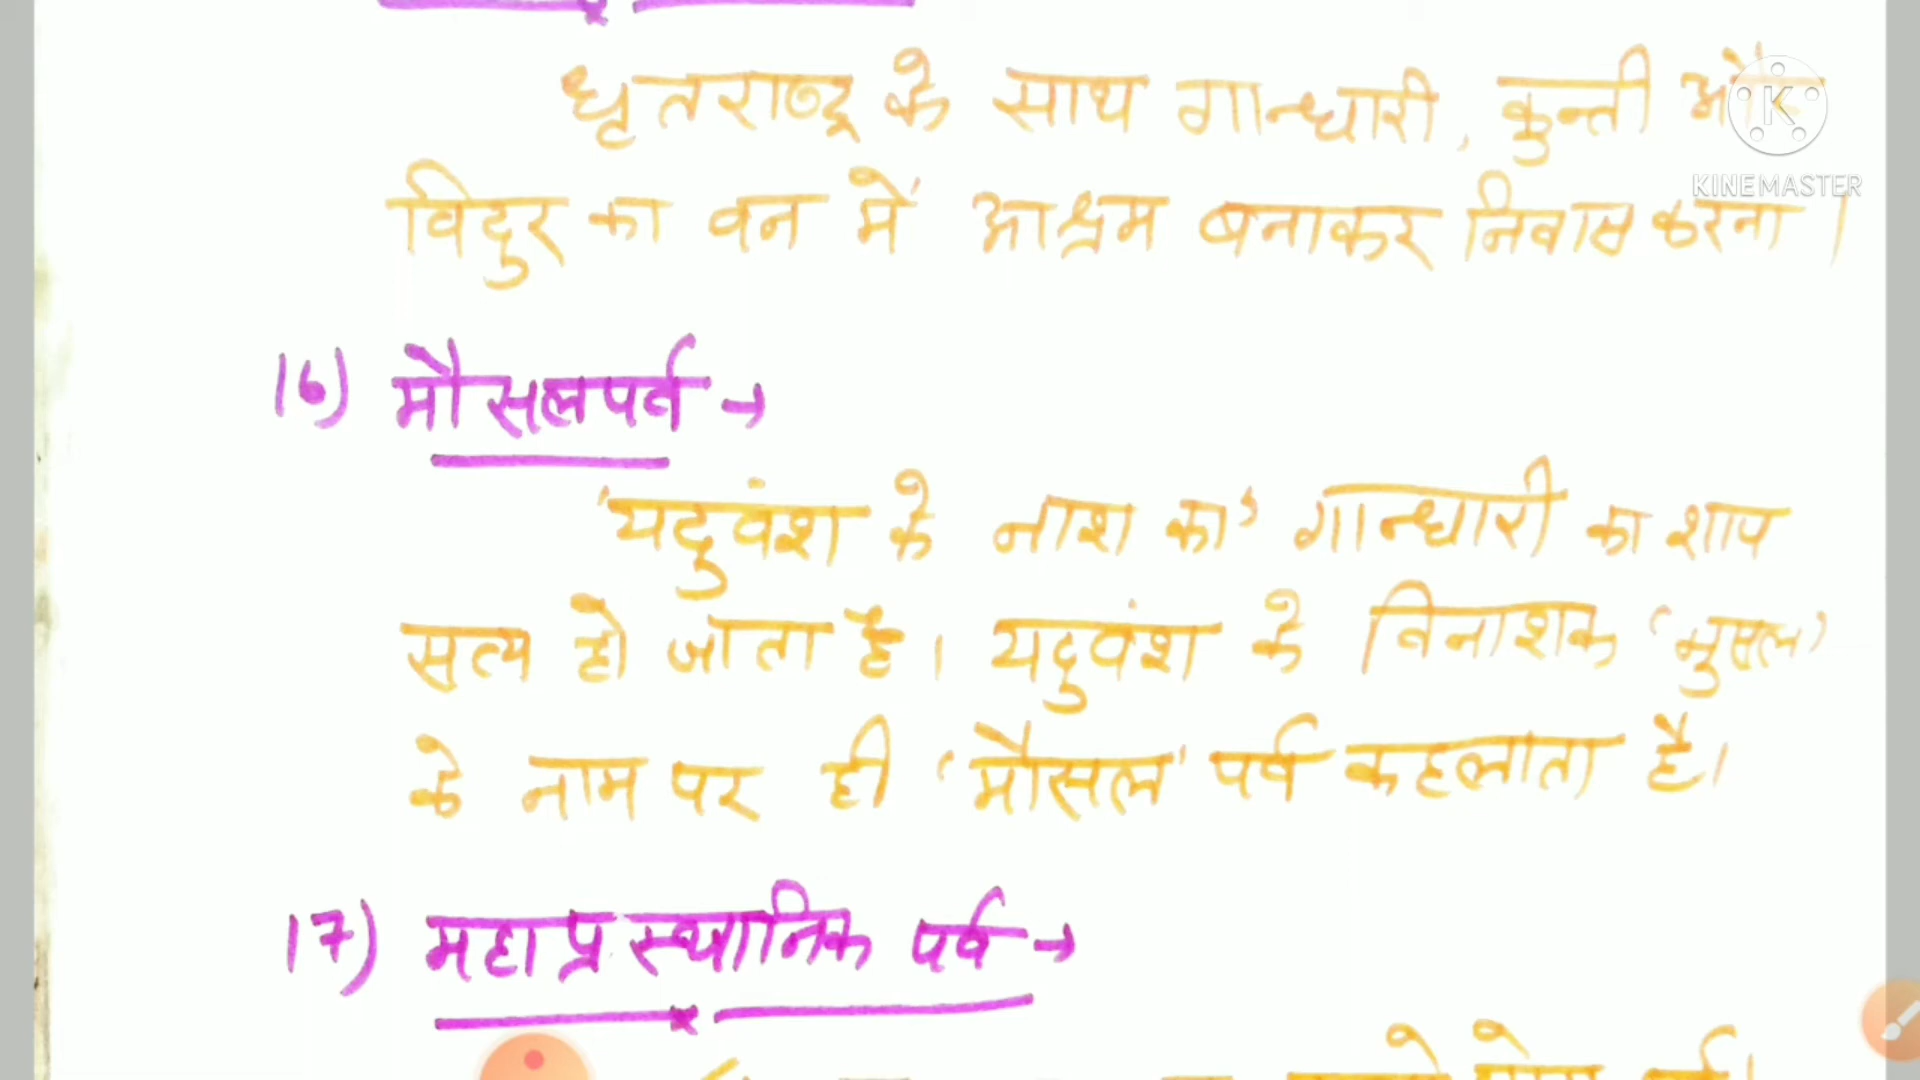 धृतराष्ट्र के साथ गान्धारी, कुन्ती और
विदुर का वन में आश्रम बनाकर निवास करना।
KINEMASTER
16) मौसलपर्व →
'यदुवंश के नाश का' गान्धारी का शाप
सत्य हो जाता है। यदुवंश के विनाशक 'मुसल'
के नाम पर ही 'मौसल' पर्व कहलाता है।
17) महाप्रस्थानिक पर्व →